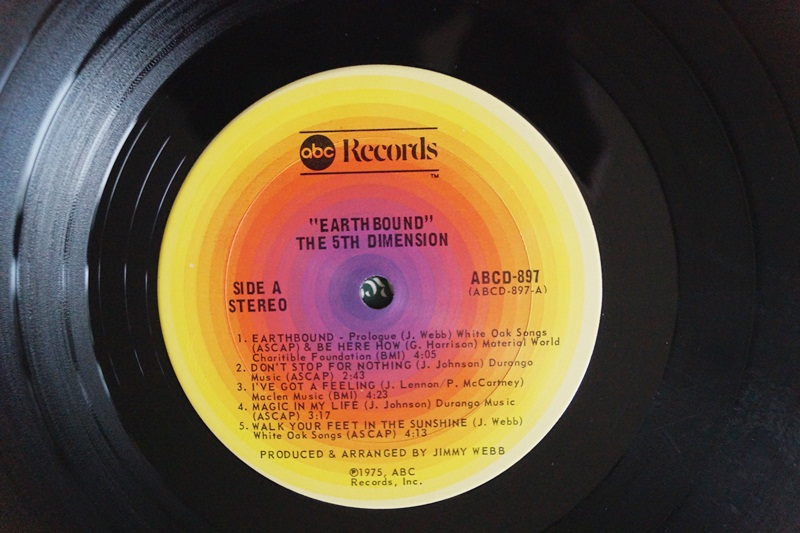 abc Records
TM
"EARTHBOUND"
THE 5TH DIMENSION
SIDE A
STEREO
ABCD-897
(ABCD-897-A)
1. EARTHBOUND - Prologue (J. Webb) White Oak Songs
(ASCAP) & BE HERE HOW (G. Harrison) Material World
Charitible Foundation (BMI) 4:05
2. DON'T STOP FOR NOTHING (J. Johnson) Durango
Music (ASCAP) 2:43
3. I'VE GOT A FEELING (J. Lennon/P. McCartney)
Maclen Music (BMI) 4:23
4. MAGIC IN MY LIFE (J. Johnson) Durango Music
(ASCAP) 3:17
5. WALK YOUR FEET IN THE SUNSHINE (J. Webb)
White Oak Songs (ASCAP) 4:13
PRODUCED & ARRANGED BY JIMMY WEBB
℗1975, ABC
Records, Inc.